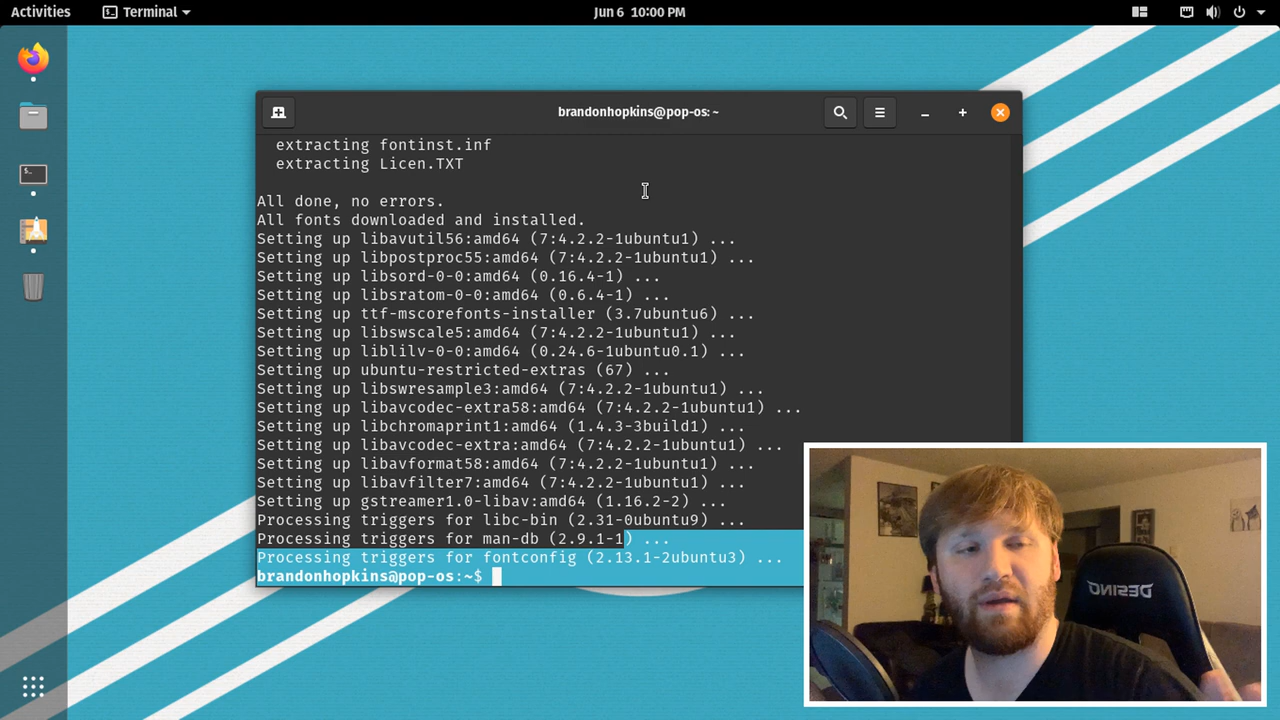 Activities
Terminal
Jun 6 10:00 PM
brandonhopkins@pop-os: ~
extracting fontinst.inf
extracting Licen.TXT
All done, no errors.
All fonts downloaded and installed.
Setting up libavutil56:amd64 (7:4.2.2-1ubuntu1) ...
Setting up libpostproc55:amd64 (7:4.2.2-1ubuntu1) ...
Setting up libsord-0-0:amd64 (0.16.4-1) ...
Setting up libsratom-0-0:amd64 (0.6.4-1) ...
Setting up ttf-mscorefonts-installer (3.7ubuntu6) ...
Setting up libswscale5:amd64 (7:4.2.2-1ubuntu1) ...
Setting up liblilv-0-0:amd64 (0.24.6-1ubuntu0.1) ...
Setting up ubuntu-restricted-extras (67) ...
Setting up libswresample3:amd64 (7:4.2.2-1ubuntu1) ...
Setting up libavcodec-extra58:amd64 (7:4.2.2-1ubuntu1) ...
Setting up libchromaprint1:amd64 (1.4.3-3build1) ...
Setting up libavcodec-extra:amd64 (7:4.2.2-1ubuntu1) ...
Setting up libavformat58:amd64 (7:4.2.2-1ubuntu1) ...
Setting up libavfilter7:amd64 (7:4.2.2-1ubuntu1) ...
Setting up gstreamer1.0-libav:amd64 (1.16.2-2) ...
Processing triggers for libc-bin (2.31-0ubuntu9) ...
Processing triggers for man-db (2.9.1-1) ...
Processing triggers for fontconfig (2.13.1-2ubuntu3) ...
brandonhopkins@pop-os:~$
DESINO